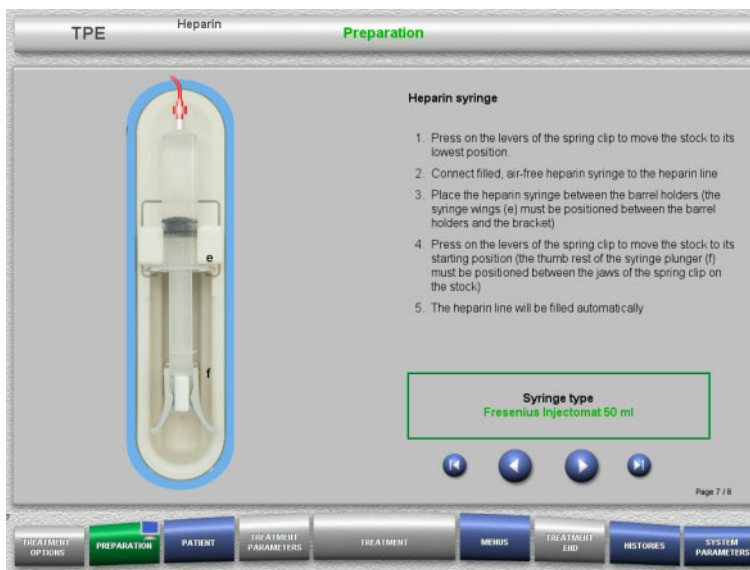 TPE
Heparin
Preparation
Heparin syringe
1. Press on the levers of the spring clip to move the stock to its
lowest position.
2. Connect filled, air-free heparin syringe to the heparin line
3. Place the heparin syringe between the barrel holders (the
syringe wings (e) must be positioned between the barrel
holders and the bracket)
4. Press on the levers of the spring clip to move the stock to its
starting position (the thumb rest of the syringe plunger (f)
must be positioned between the jaws of the spring clip on
the stock)
5. The heparin line will be filled automatically
e
f
Syringe type
Fresenius Injectomat 50 ml
Page 7 / 8
TREATMENT
OPTIONS
PREPARATION
PATIENT
TREATMENT
PARAMETERS
TREATMENT
MENUS
TREATMENT
END
HISTORIES
SYSTEM
PARAMETERS